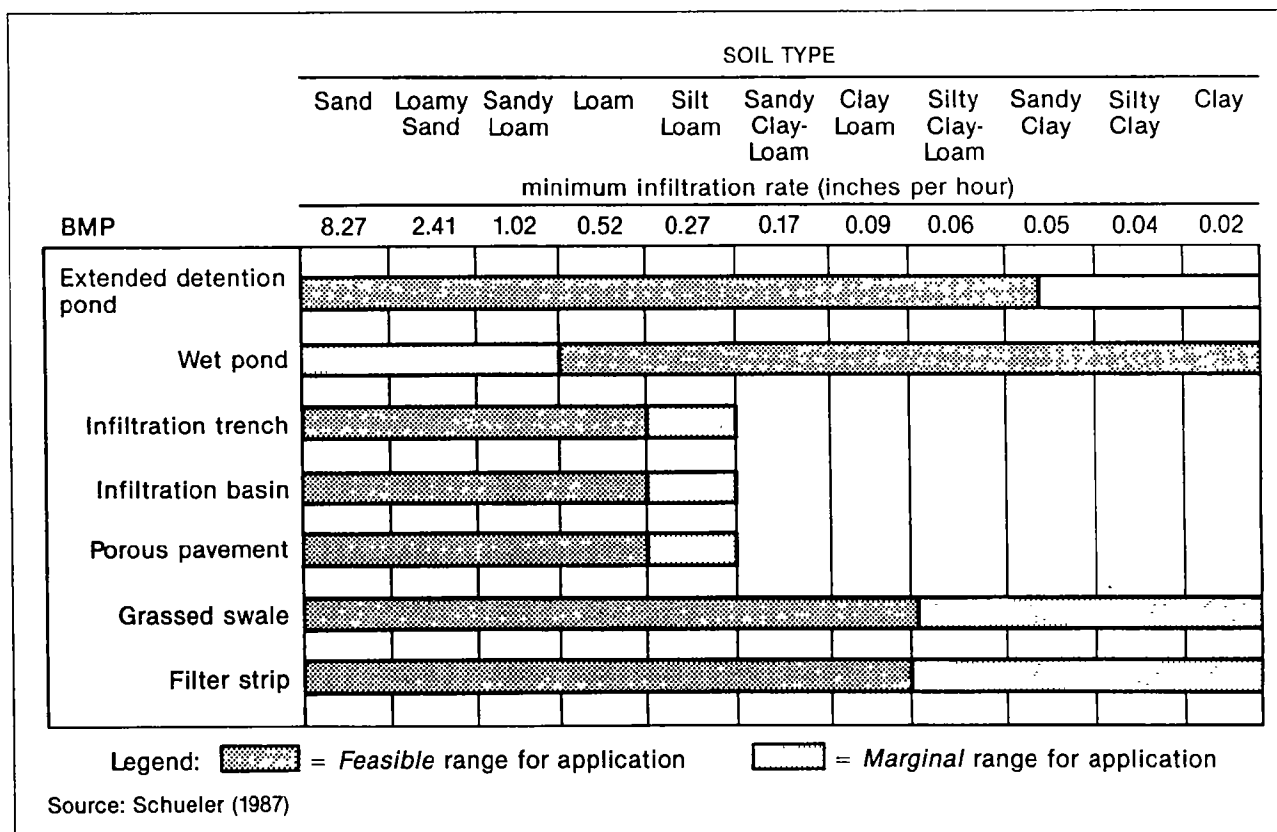 SOIL TYPE
Sand Loamy Sand Sandy Loam Loam Silt Loam Sandy Clay-Loam Clay Loam Silty Clay-Loam Sandy Clay Silty Clay Clay
minimum infiltration rate (inches per hour)
BMP 8.27 2.41 1.02 0.52 0.27 0.17 0.09 0.06 0.05 0.04 0.02
Extended detention
pond
Wet pond
Infiltration trench
Infiltration basin
Porous pavement
Grassed swale
Filter strip
Legend: = Feasible range for application = Marginal range for application
Source: Schueler (1987)